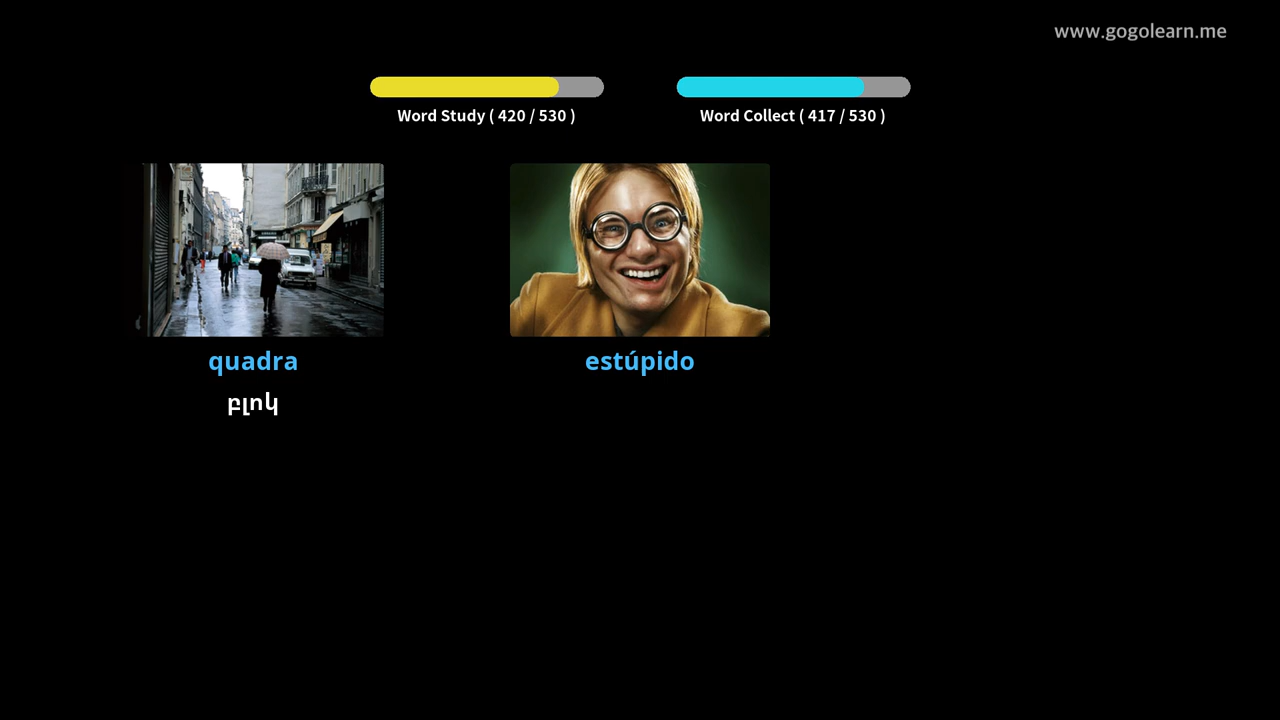 www.gogolearn.me
Word Study ( 420 / 530 )
Word Collect ( 417 / 530 )
quadra
estúpido
բլոկ